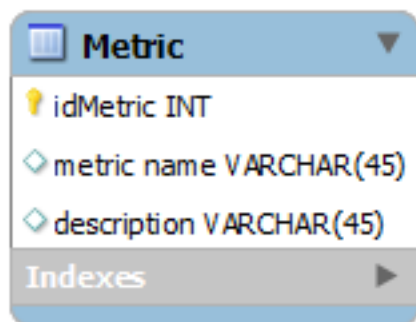 Metric
idMetric INT
metric name VARCHAR(45)
description VARCHAR(45)
Indexes